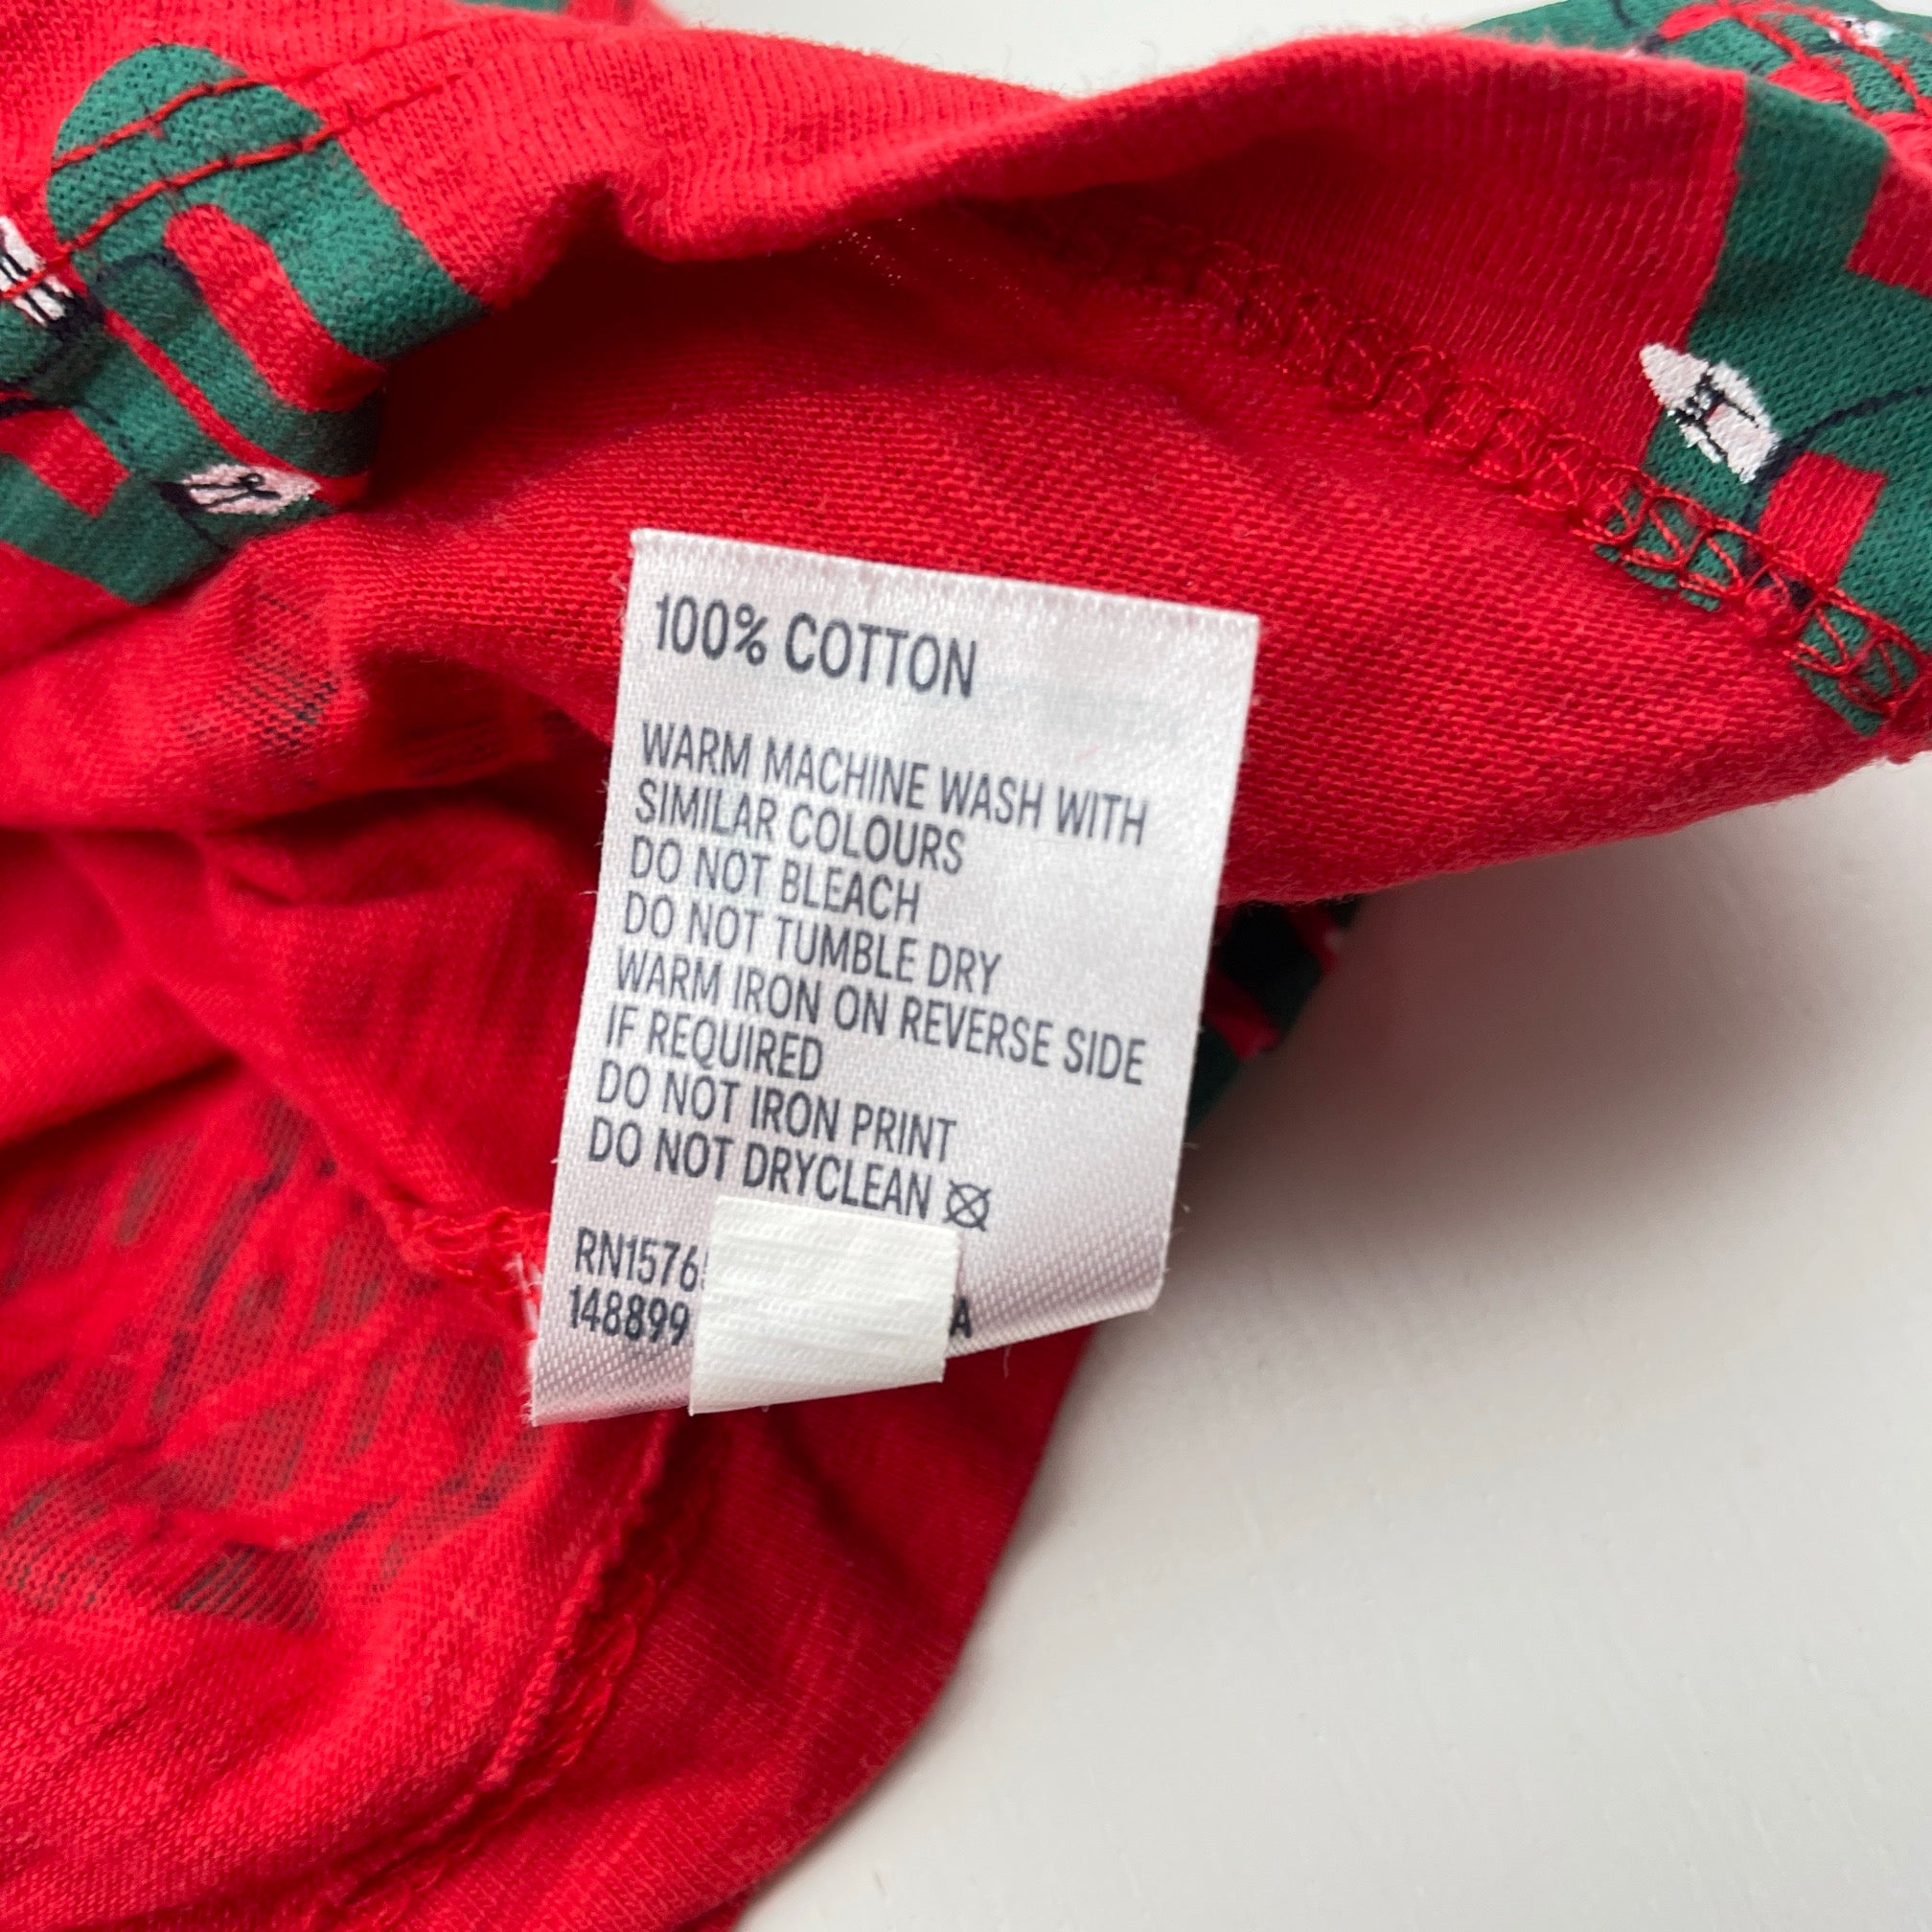 100% COTTON
WARM MACHINE WASH WITH
SIMILAR COLOURS
DO NOT BLEACH
DO NOT TUMBLE DRY
WARM IRON ON REVERSE SIDE
IF REQUIRED
DO NOT IRON PRINT
DO NOT DRYCLEAN
148899